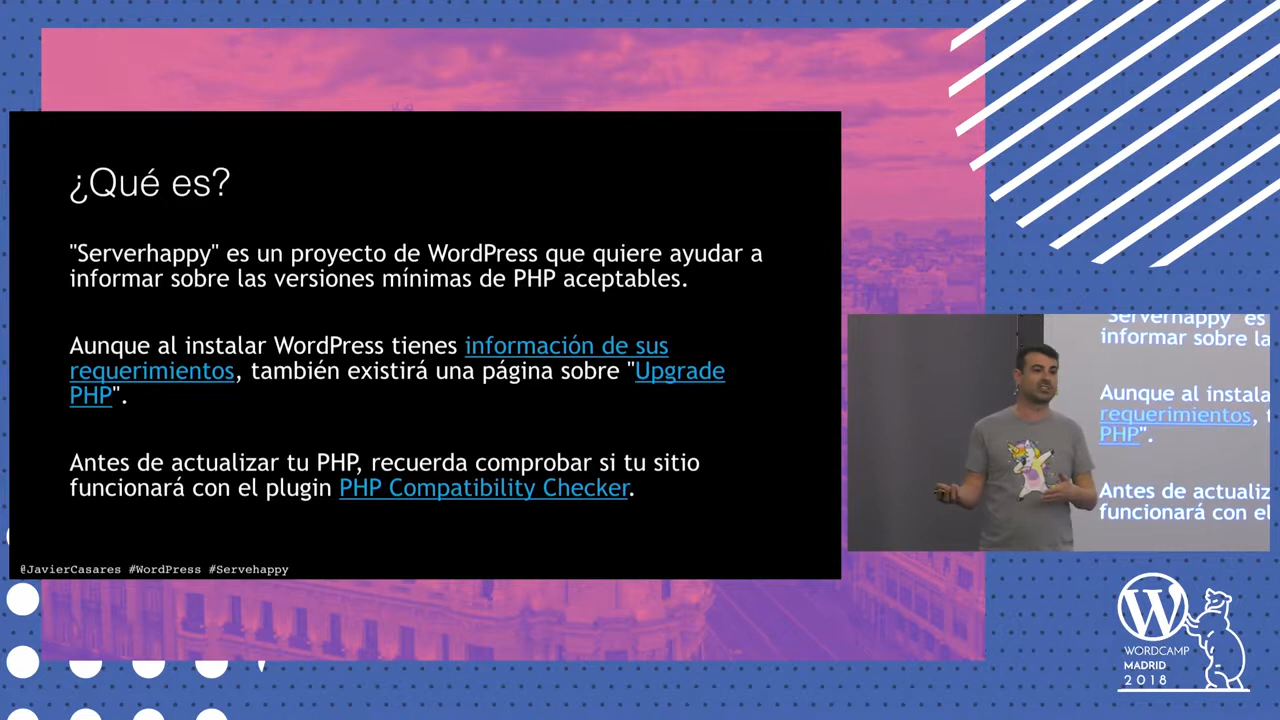 ¿Qué es?
"Serverhappy" es un proyecto de WordPress que quiere ayudar a
informar sobre las versiones mínimas de PHP aceptables.
Aunque al instalar WordPress tienes información de sus
requerimientos, también existirá una página sobre "Upgrade
PHP".
Antes de actualizar tu PHP, recuerda comprobar si tu sitio
funcionará con el plugin PHP Compatibility Checker.
@JavierCasares #WordPress #Servehappy
"Serverhappy" es
informar sobre la
Aunque al instala
requerimientos, t
PHP".
Antes de actualiz
funcionará con el
W
WORDCAMP
MADRID
2018